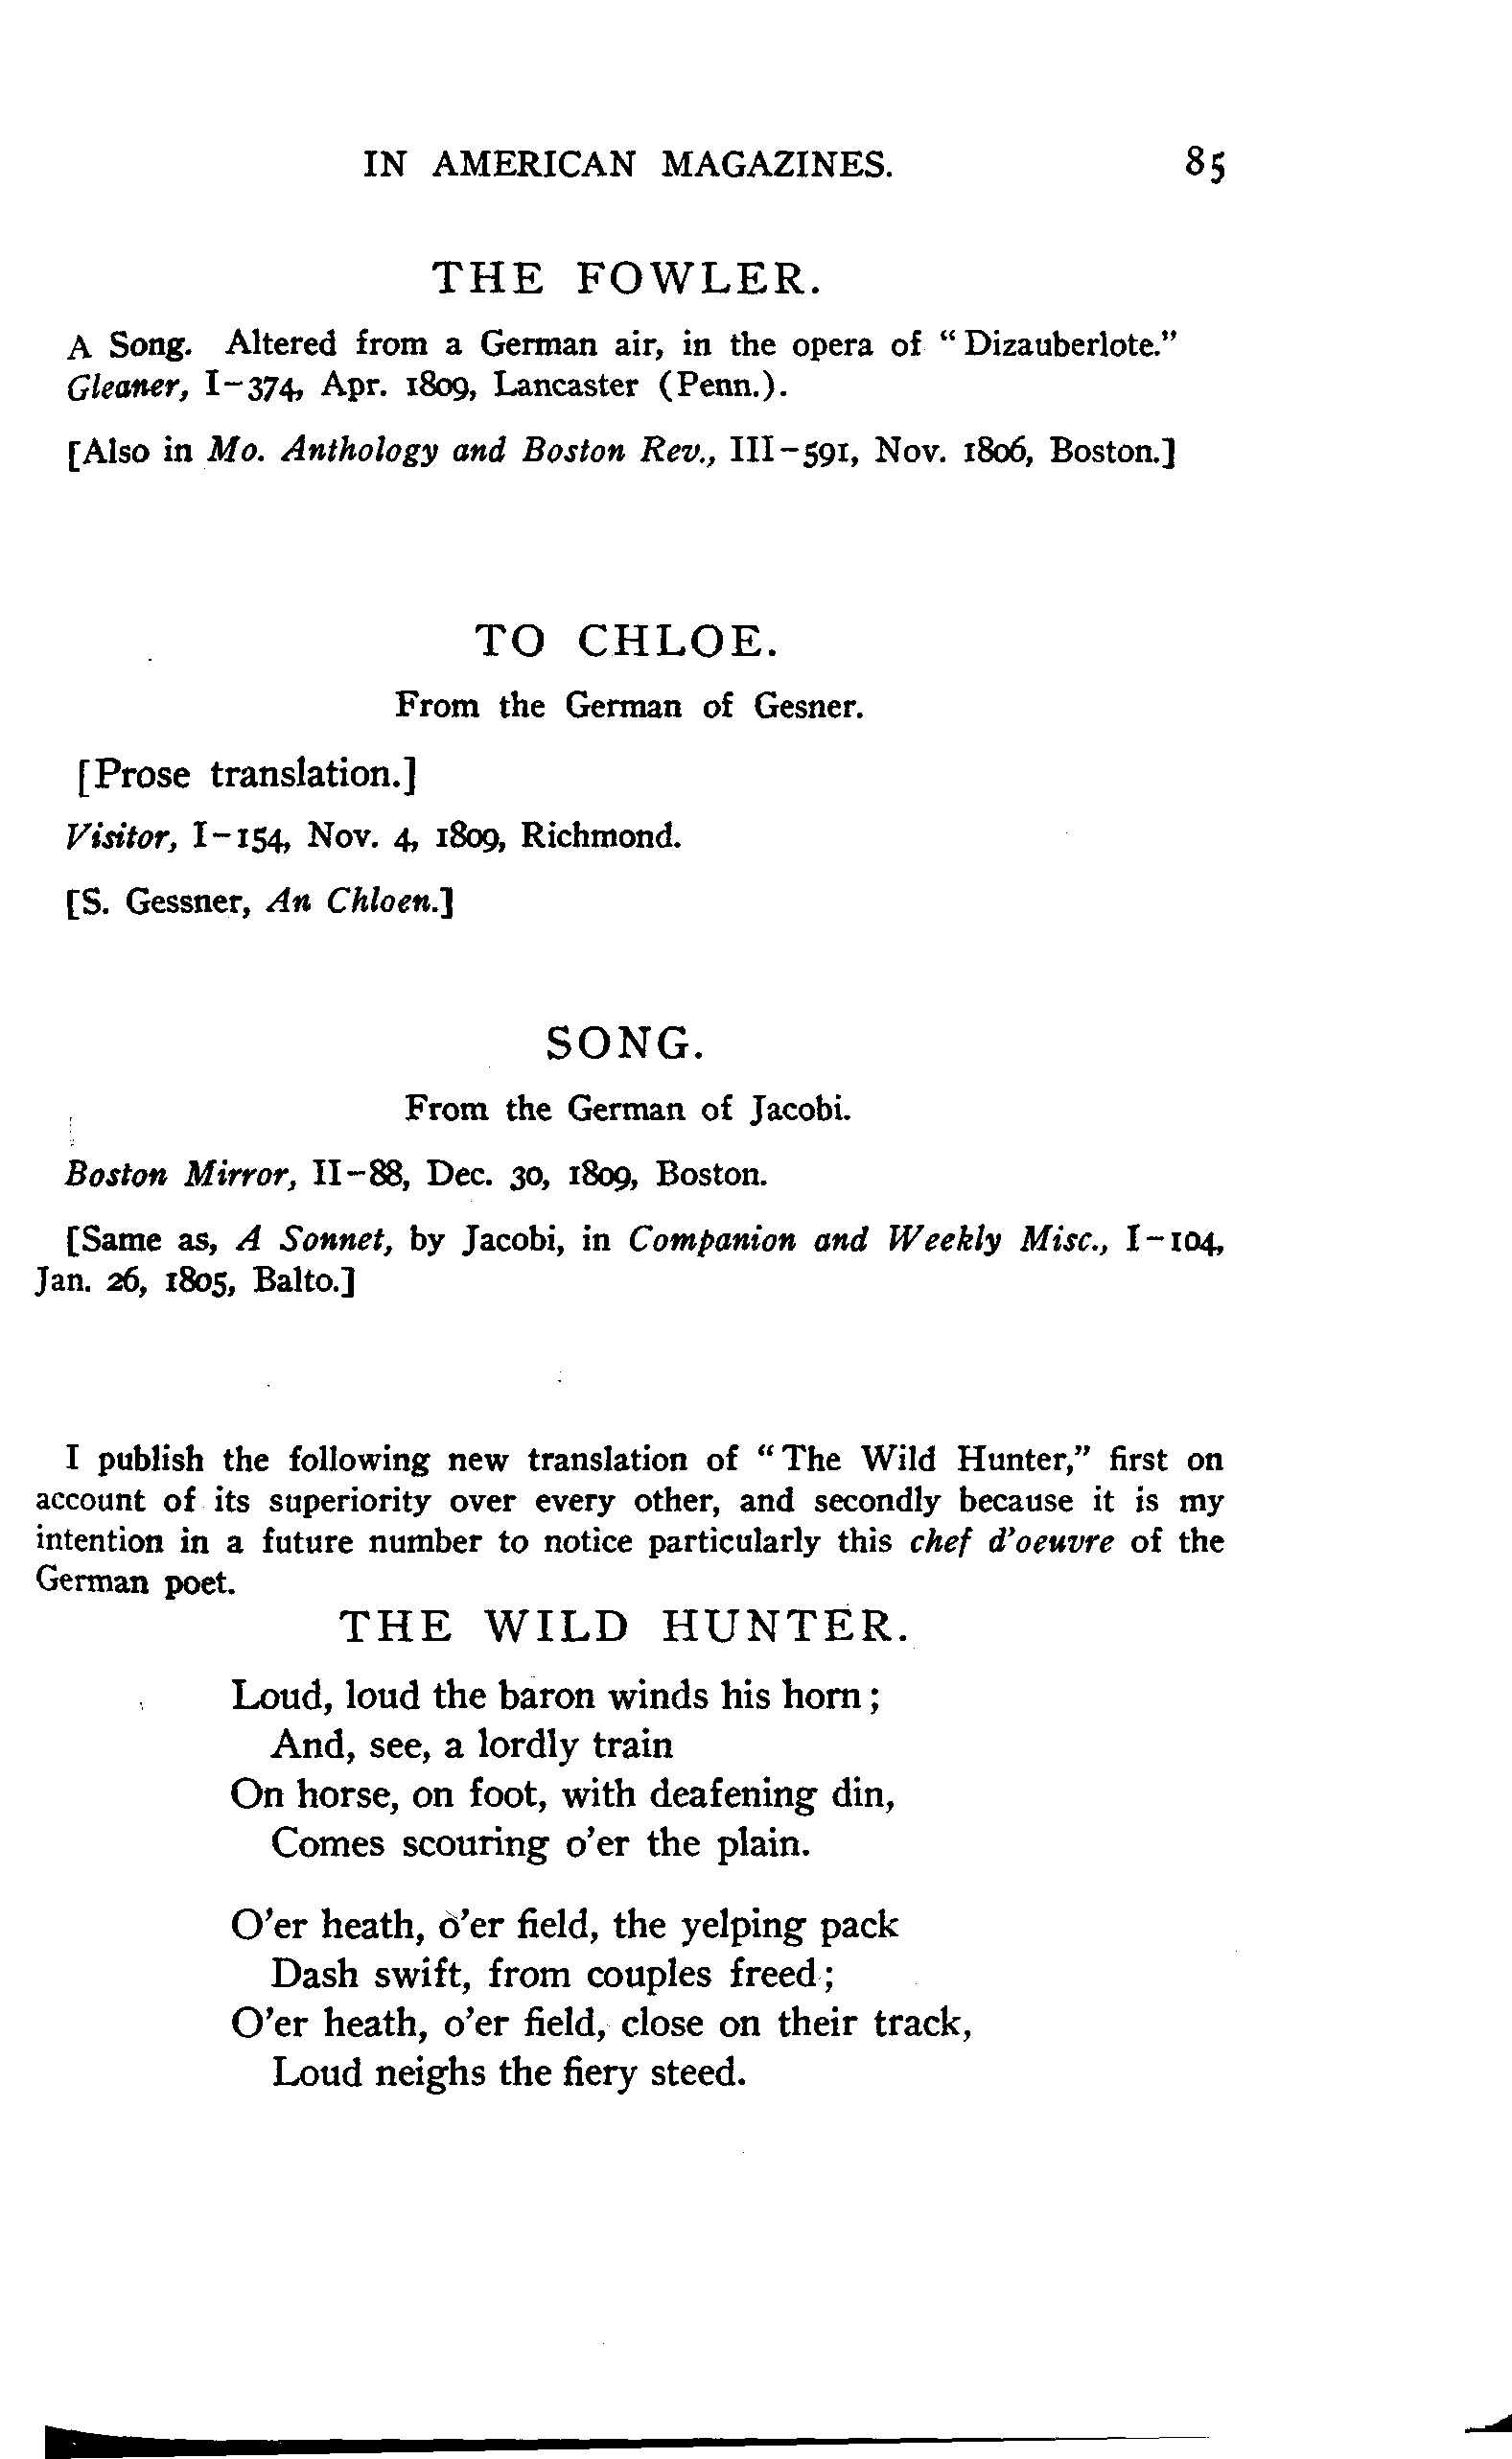 IN AMERICAN MAGAZINES. 85
THE FOWLER.
A Song. Altered from a German air, in the opera of “Dizauberlote.”
Gleaner, I-374, Apr. 1809, Lancaster (Penn.).
[Also in Mo. Anthology and Boston Rev., III-591, Nov. 1806, Boston.]
TO CHLOE.
From the German of Gesner.
[Prose translation.]
Visitor, I-154, Nov. 4, 1809, Richmond.
[S. Gessner, An Chloen.]
SONG.
From the German of Jacobi.
Boston Mirror, II-88, Dec. 30, 1809, Boston.
[Same as, A Sonnet, by Jacobi, in Companion and Weekly Misc., I-104,
Jan. 26, 1805, Balto.]
I publish the following new translation of “The Wild Hunter,” first on
account of its superiority over every other, and secondly because it is my
intention in a future number to notice particularly this chef d’oeuvre of the
German poet.
THE WILD HUNTER.
Loud, loud the baron winds his horn;
And, see, a lordly train
On horse, on foot, with deafening din,
Comes scouring o’er the plain.
O’er heath, o’er field, the yelping pack
Dash swift, from couples freed;
O’er heath, o’er field, close on their track,
Loud neighs the fiery steed.